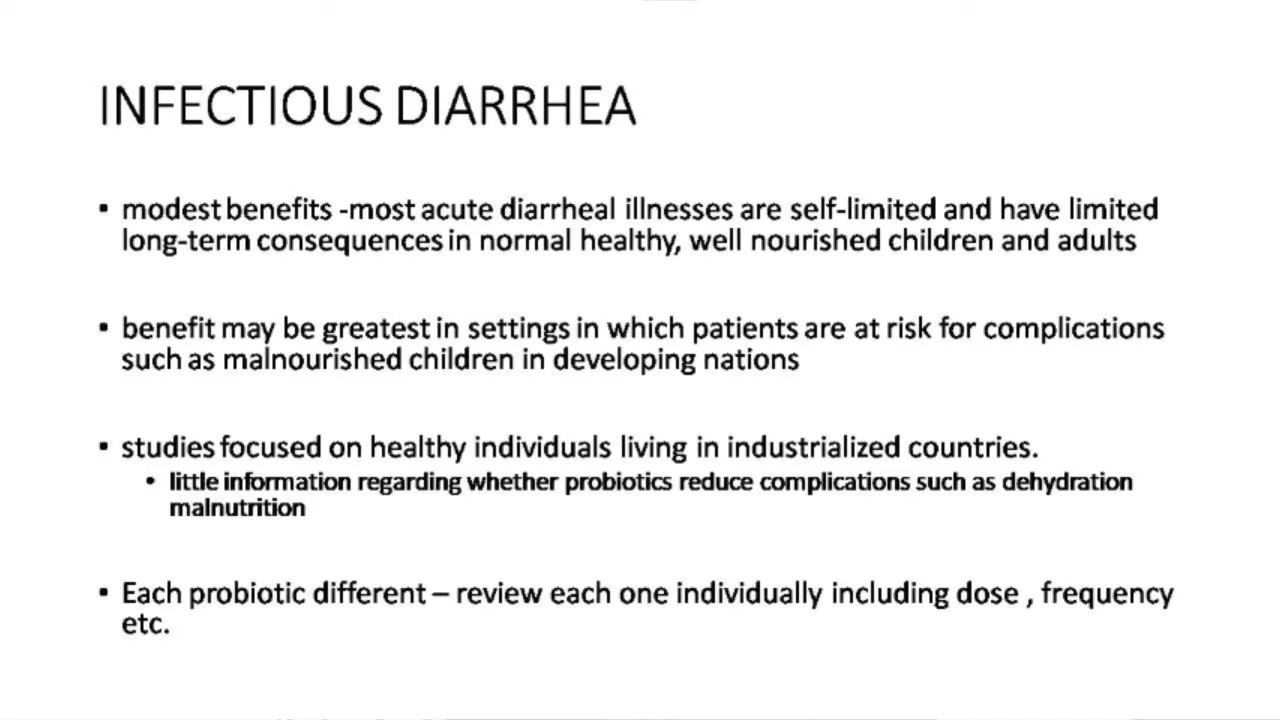 INFECTIOUS DIARRHEA
▪ modest benefits -most acute diarrheal illnesses are self-limited and have limited
long-term consequences in normal healthy, well nourished children and adults
▪ benefit may be greatest in settings in which patients are at risk for complications
such as malnourished children in developing nations
▪ studies focused on healthy individuals living in industrialized countries.
• little information regarding whether probiotics reduce complications such as dehydration
malnutrition
▪ Each probiotic different – review each one individually including dose , frequency
etc.